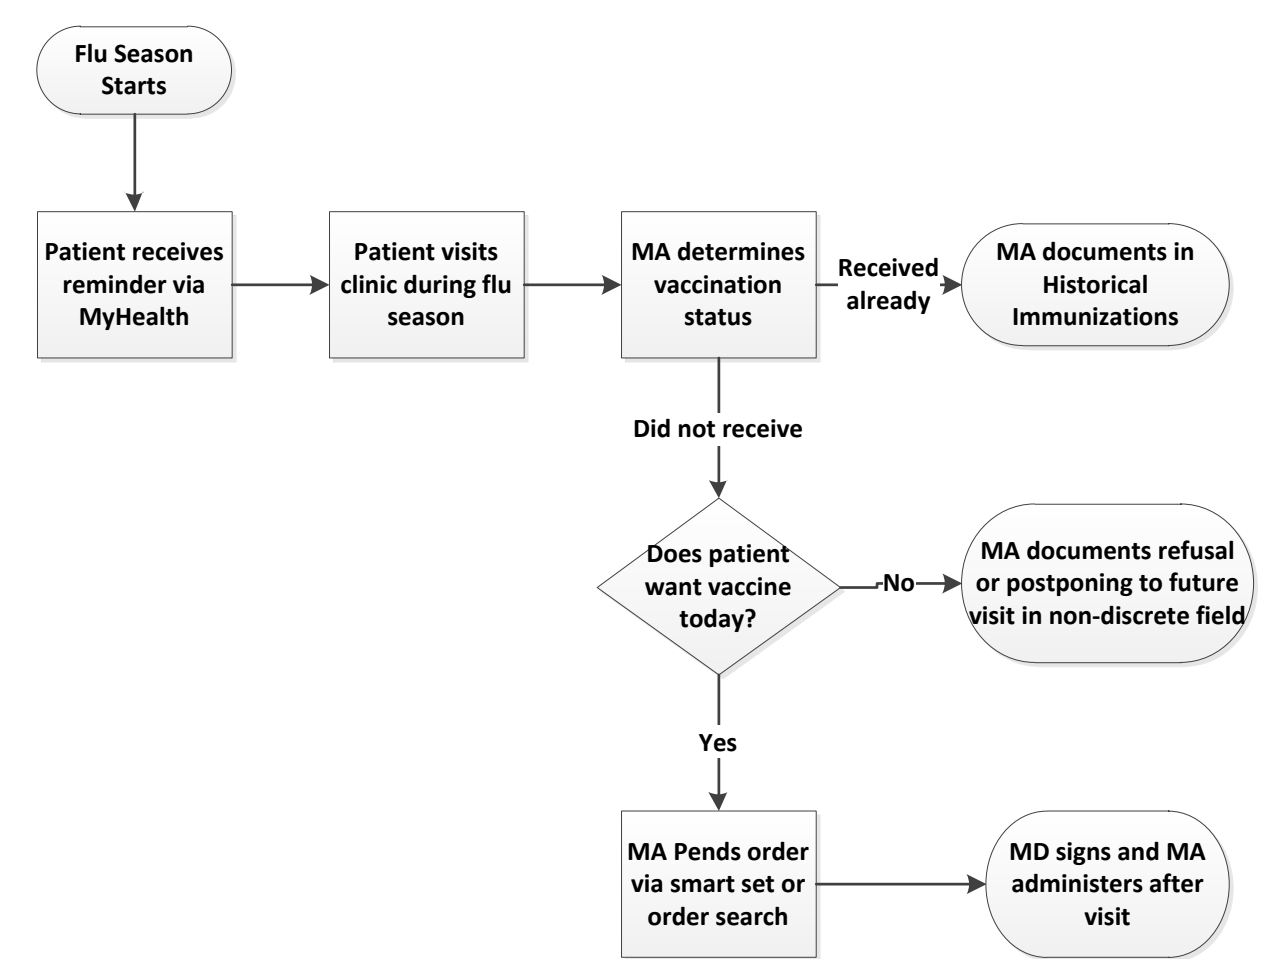 Flu Season
Starts
Patient receives
reminder via
MyHealth
Patient visits
clinic during flu
season
MA determines
vaccination
status
Received
already
MA documents in
Historical
Immunizations
Did not receive
Does patient
want vaccine
today?
No
MA documents refusal
or postponing to future
visit in non-discrete field
Yes
MA Pends order
via smart set or
order search
MD signs and MA
administers after
visit